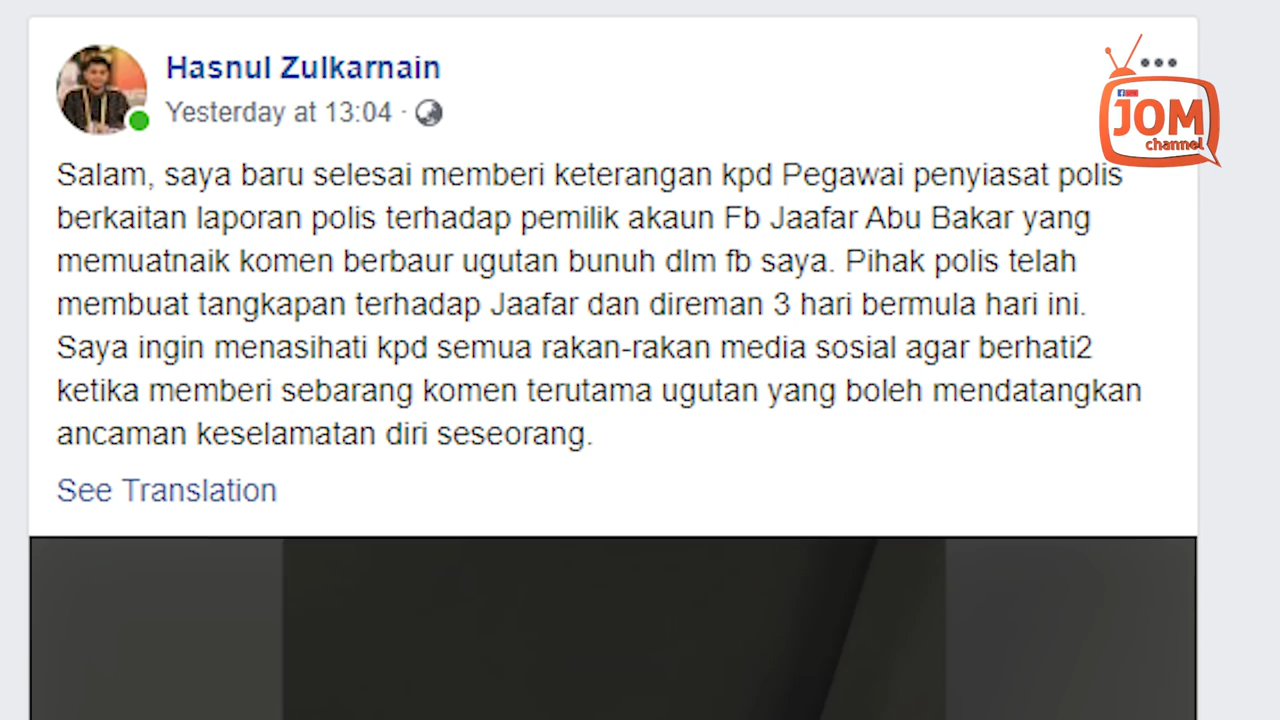 Hasnul Zulkarnain
Yesterday at 13:04 ·
JOM
channel
Salam, saya baru selesai memberi keterangan kpd Pegawai penyiasat polis
berkaitan laporan polis terhadap pemilik akaun Fb Jaafar Abu Bakar yang
memuatnaik komen berbaur ugutan bunuh dlm fb saya. Pihak polis telah
membuat tangkapan terhadap Jaafar dan direman 3 hari bermula hari ini.
Saya ingin menasihati kpd semua rakan-rakan media sosial agar berhati2
ketika memberi sebarang komen terutama ugutan yang boleh mendatangkan
ancaman keselamatan diri seseorang.
See Translation